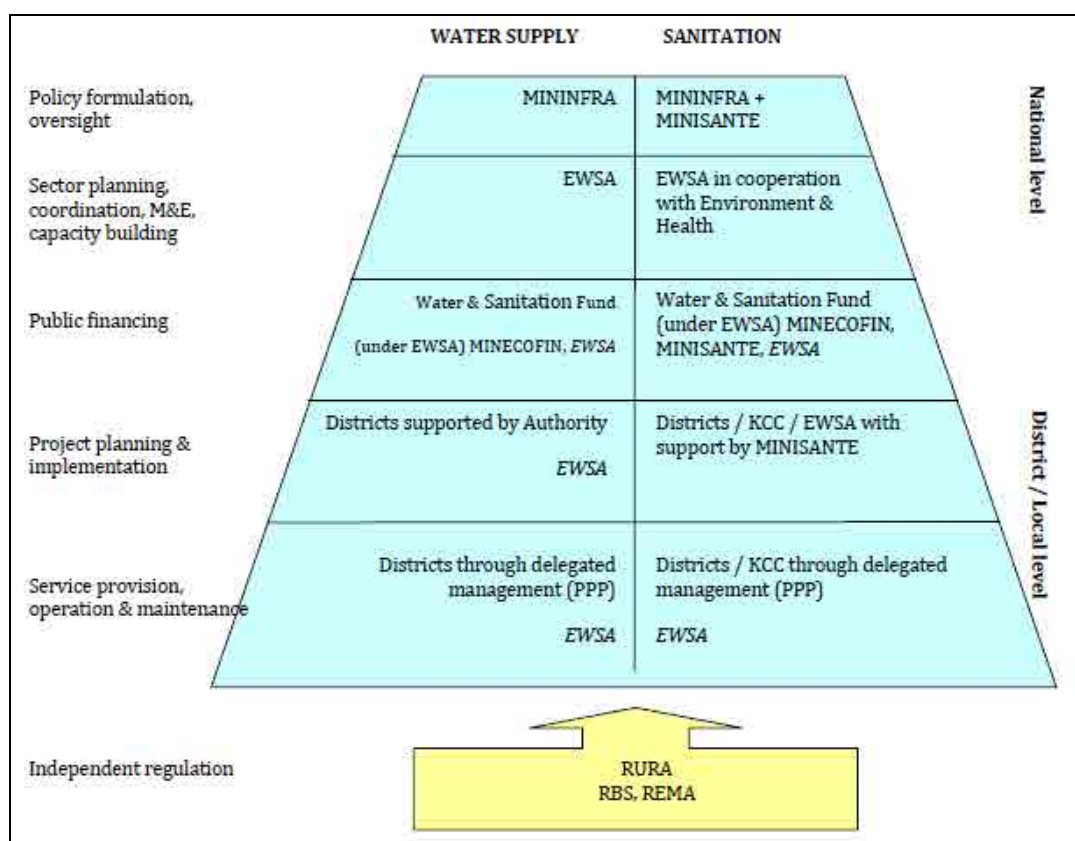 WATER SUPPLY SANITATION
Policy formulation,
oversight
MININFRA
MININFRA +
MINISANTE
National level
Sector planning,
coordination, M&E,
capacity building
EWSA
EWSA in cooperation
with Environment &
Health
Public financing
Water & Sanitation Fund
(under EWSA) MINECOFIN, EWSA
Water & Sanitation Fund
(under EWSA) MINECOFIN,
MINISANTE, EWSA
Project planning &
implementation
Districts supported by Authority
EWSA
Districts / KCC / EWSA with
support by MINISANTE
District / Local level
Service provision,
operation & maintenance
Districts through delegated
management (PPP)
EWSA
Districts / KCC through delegated
management (PPP)
EWSA
Independent regulation
RURA
RBS, REMA